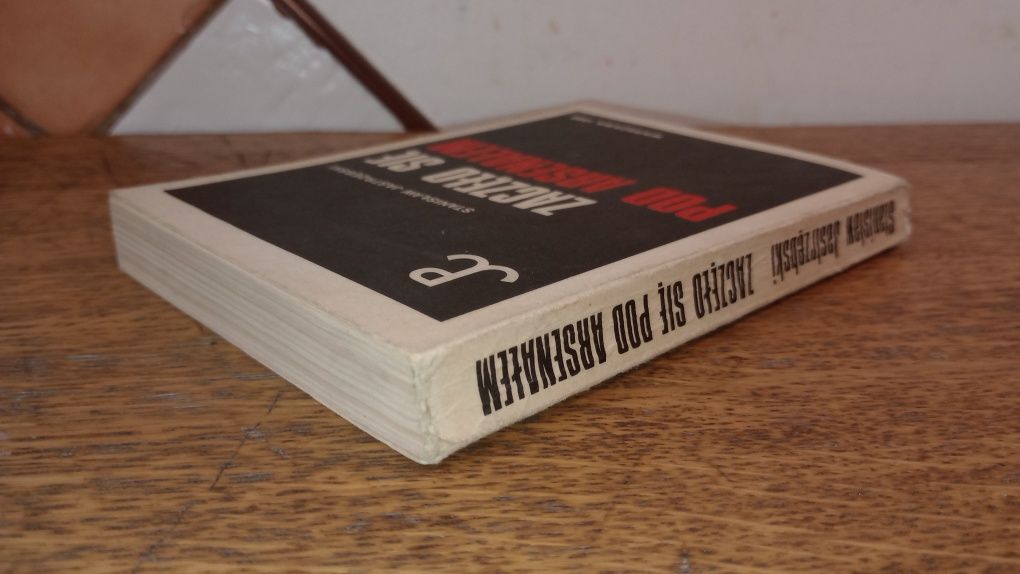 STANISŁAW JASTRZĘBSKI
ZACZĘŁO SIĘ
POD ARSENAŁEM
Stanisław Jastrzębski ZACZĘŁO SIĘ POD ARSENAŁEM